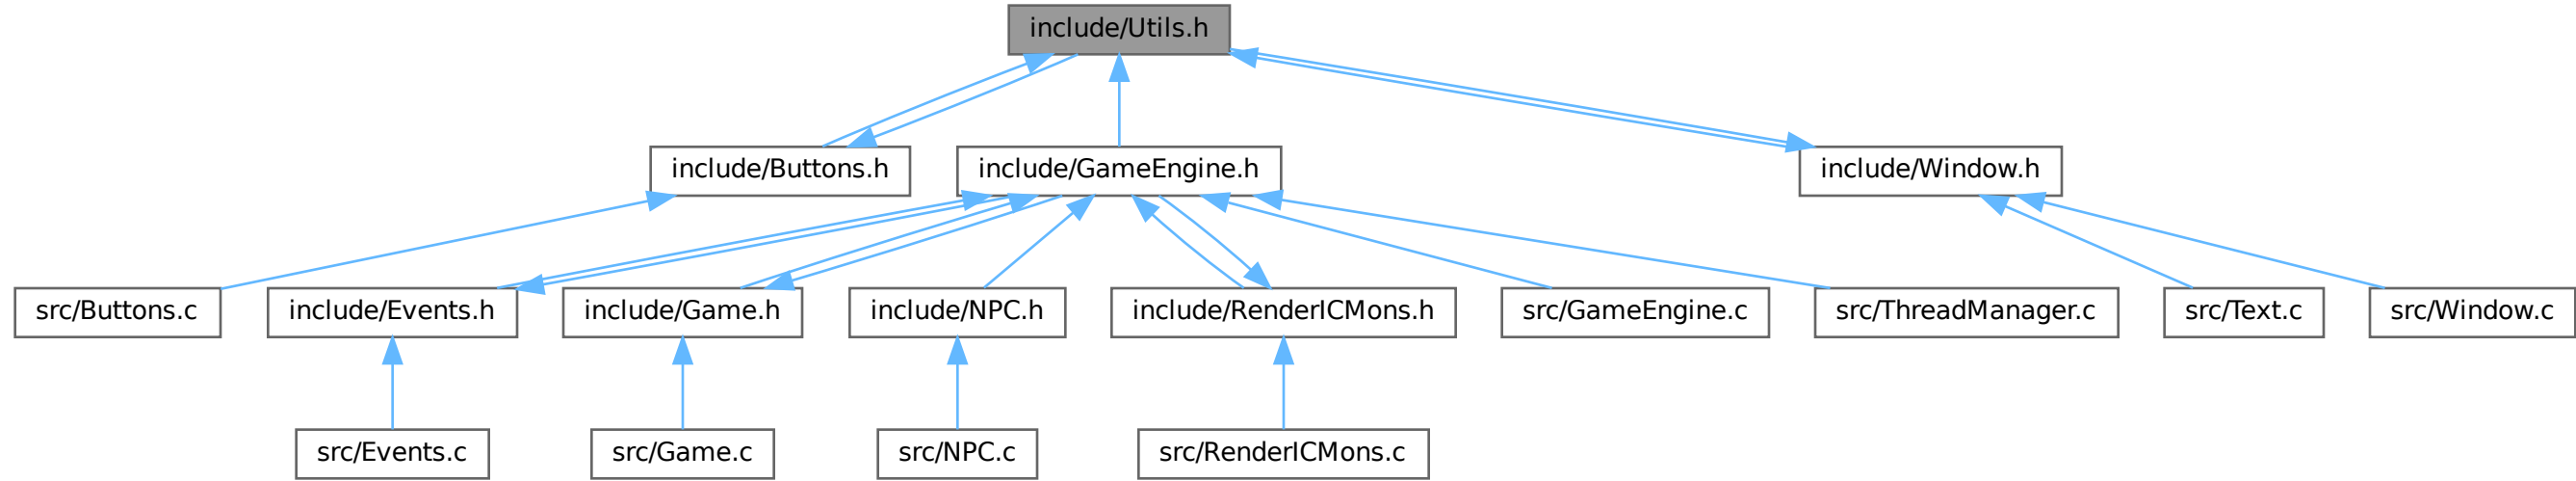 include/Utils.h
include/Buttons.h
include/GameEngine.h
include/Window.h
src/Buttons.c
include/Events.h
include/Game.h
include/NPC.h
include/RenderICMons.h
src/GameEngine.c
src/ThreadManager.c
src/Text.c
src/Window.c
src/Events.c
src/Game.c
src/NPC.c
src/RenderICMons.c